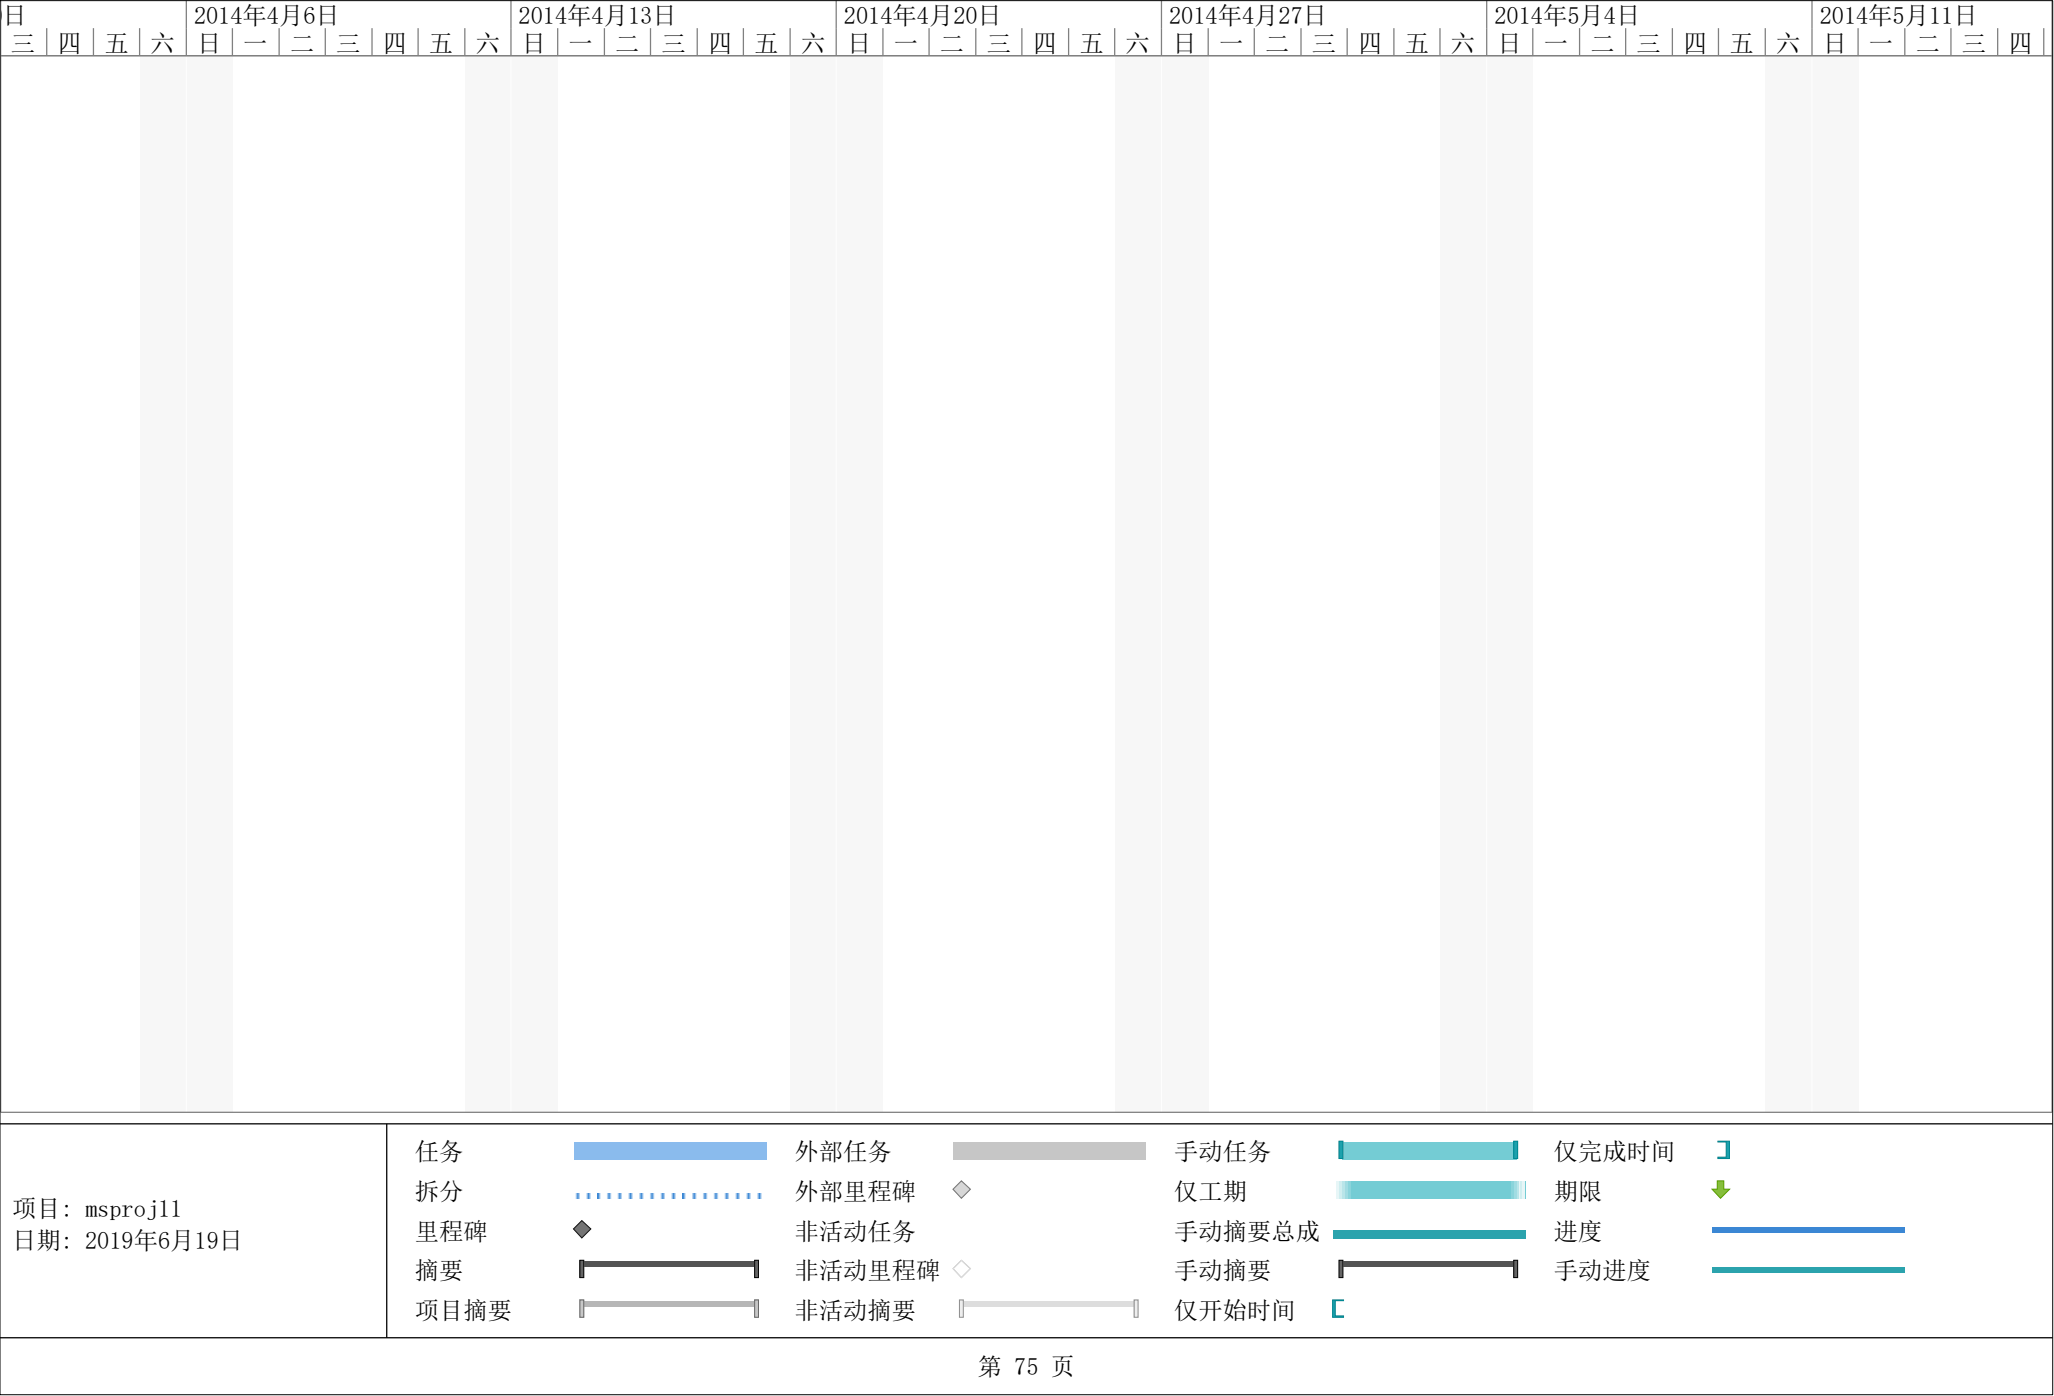 日 2014年4月6日 2014年4月13日 2014年4月20日 2014年4月27日 2014年5月4日 2014年5月11日
三 四 五 六 日 一 二 三 四 五 六 日 一 二 三 四 五 六 日 一 二 三 四 五 六 日 一 二 三 四 五 六 日 一 二 三 四 五 六 日 一 二 三 四
项目: msproj11
日期: 2019年6月19日
任务 外部任务 手动任务 仅完成时间
拆分 外部里程碑 仅工期 期限
里程碑 非活动任务 手动摘要总成 进度
摘要 非活动里程碑 手动摘要 手动进度
项目摘要 非活动摘要 仅开始时间
第 75 页